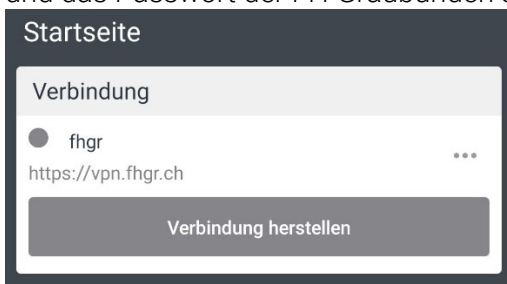 Startseite
Verbindung
fhgr
https://vpn.fhgr.ch
Verbindung herstellen